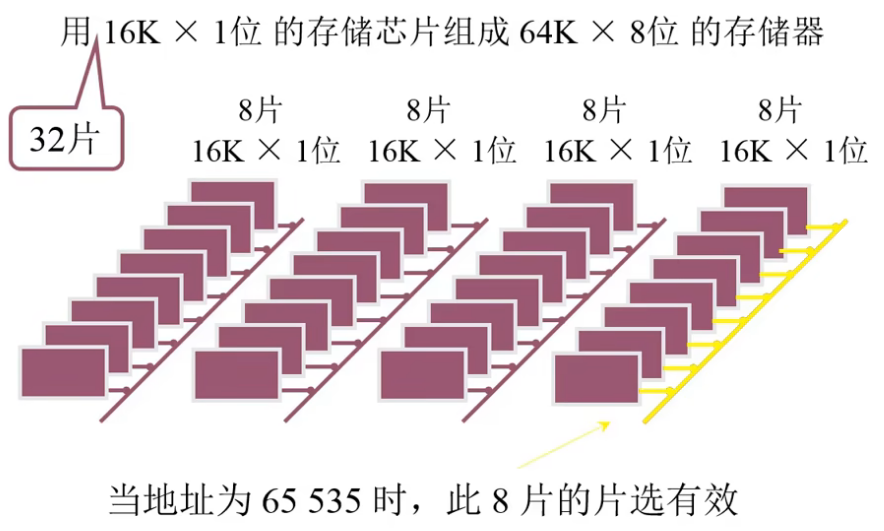 用 16K × 1位 的存储芯片组成 64K × 8位 的存储器
32片
8片 8片 8片 8片
16K × 1位 16K × 1位 16K × 1位 16K × 1位
当地址为 65 535 时，此 8 片的片选有效